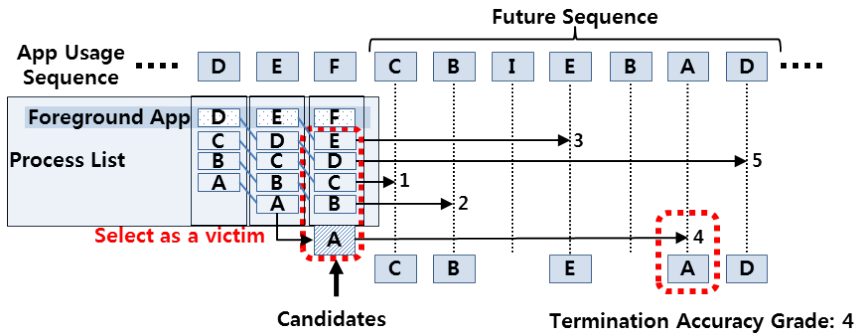 Future Sequence
App Usage Sequence
D E F C B I E B A D
Foreground App D E F
C D E 3
Process List B C D 5
A B C 1
A B 2
Select as a victim A 4
C B E A D
Candidates
Termination Accuracy Grade: 4